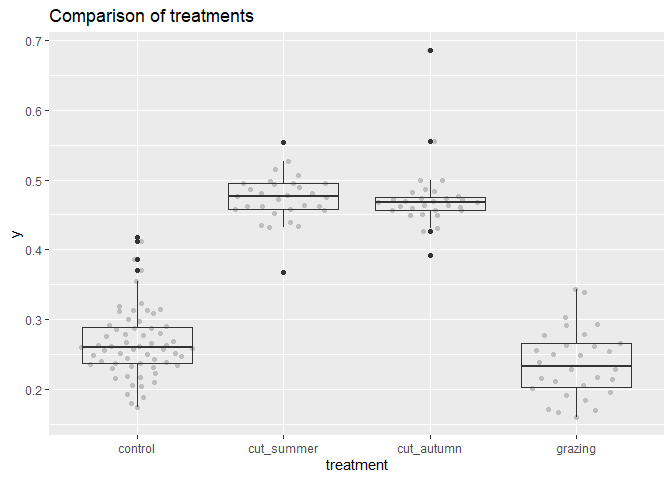 Comparison of treatments
0.7
0.6
0.5
0.4
0.3
0.2
y
control cut_summer cut_autumn grazing
treatment